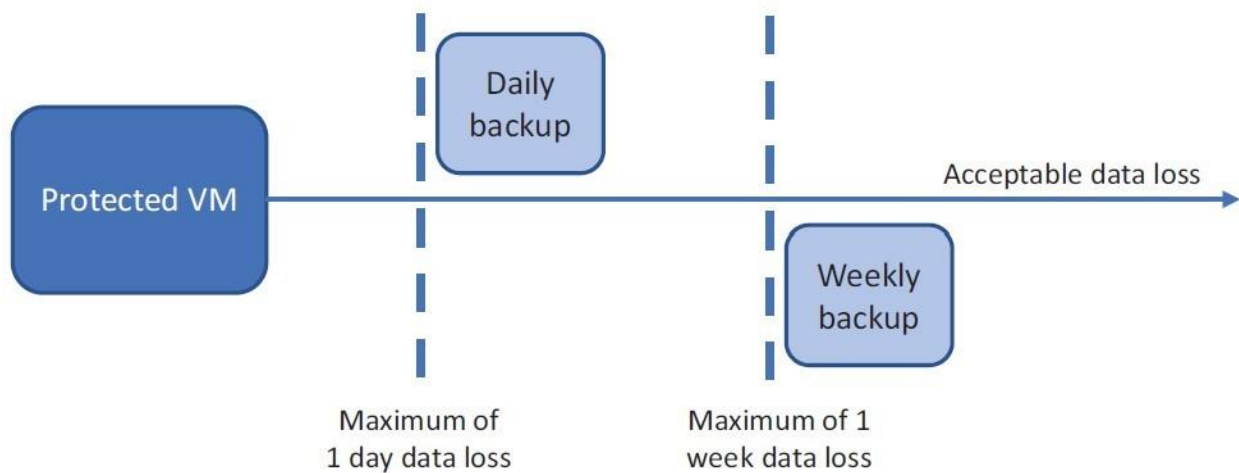 Daily
backup
Protected VM
Acceptable data loss
Weekly
backup
Maximum of
1 day data loss
Maximum of 1
week data loss